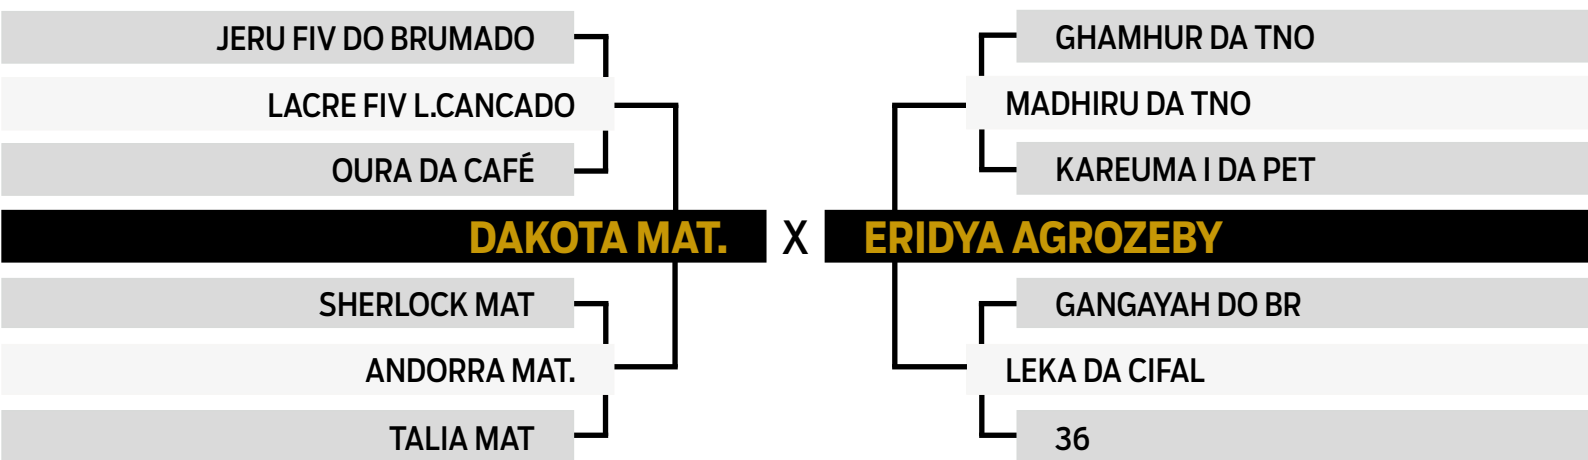 JERU FIV DO BRUMADO
LACRE FIV L.CANCADO
OURA DA CAFÉ
DAKOTA MAT.
SHERLOCK MAT
ANDORRA MAT.
TALIA MAT
X
GHAMHUR DA TNO
MADHIRU DA TNO
KAREUMA I DA PET
ERIDYA AGROZEBY
GANGAYAH DO BR
LEKA DA CIFAL
36